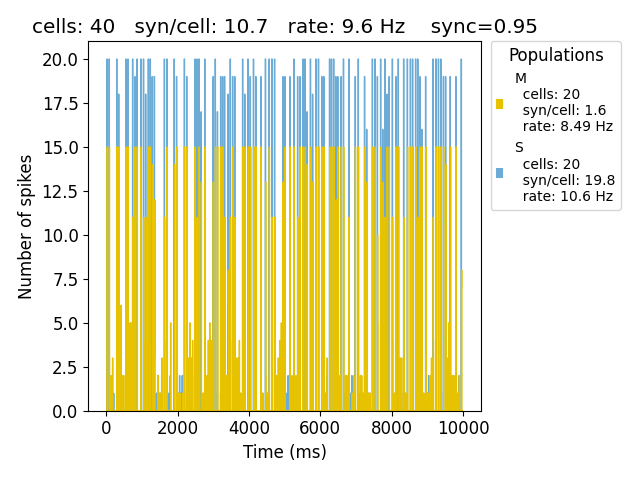 cells: 40   syn/cell: 10.7   rate: 9.6 Hz    sync=0.95
Populations
M
cells: 20
syn/cell: 1.6
rate: 8.49 Hz
S
cells: 20
syn/cell: 19.8
rate: 10.6 Hz
Number of spikes
20.0
17.5
15.0
12.5
10.0
7.5
5.0
2.5
0.0
0 2000 4000 6000 8000 10000
Time (ms)